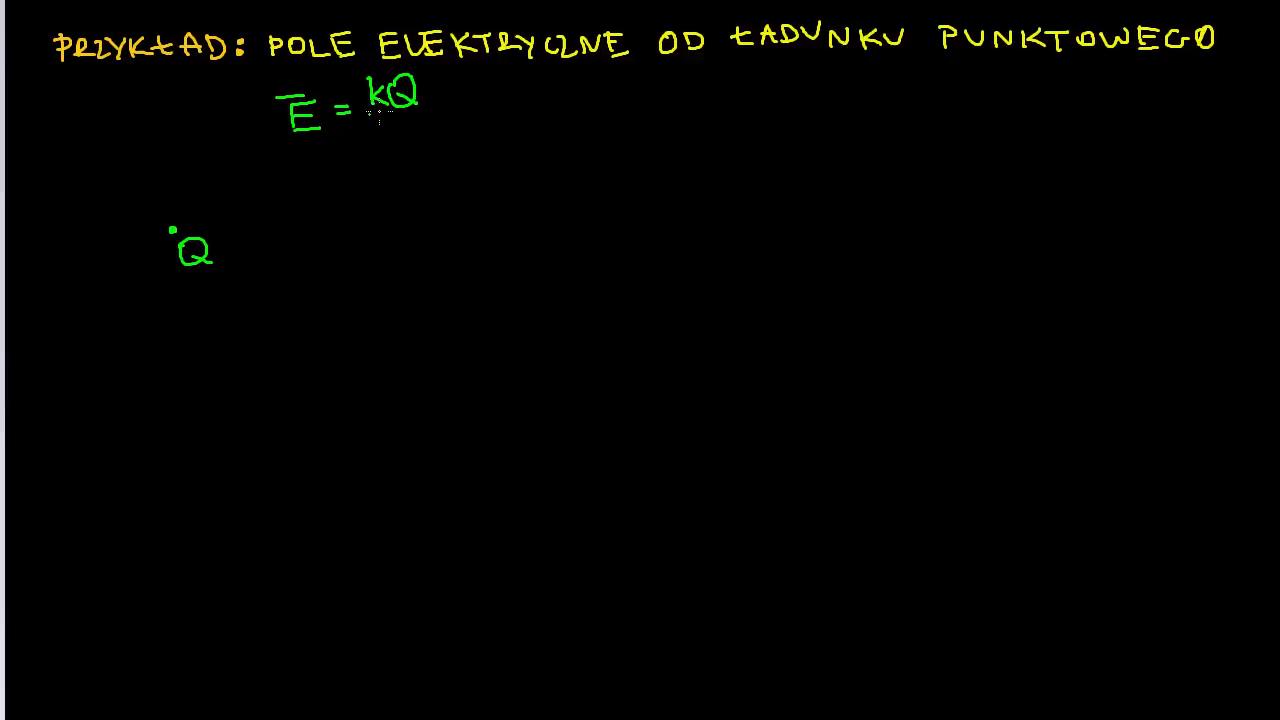 PRZYKŁAD: POLE ELEKTRYCZNE OD ŁADUNKU PUNKTOWEGO
E = kQ
Q